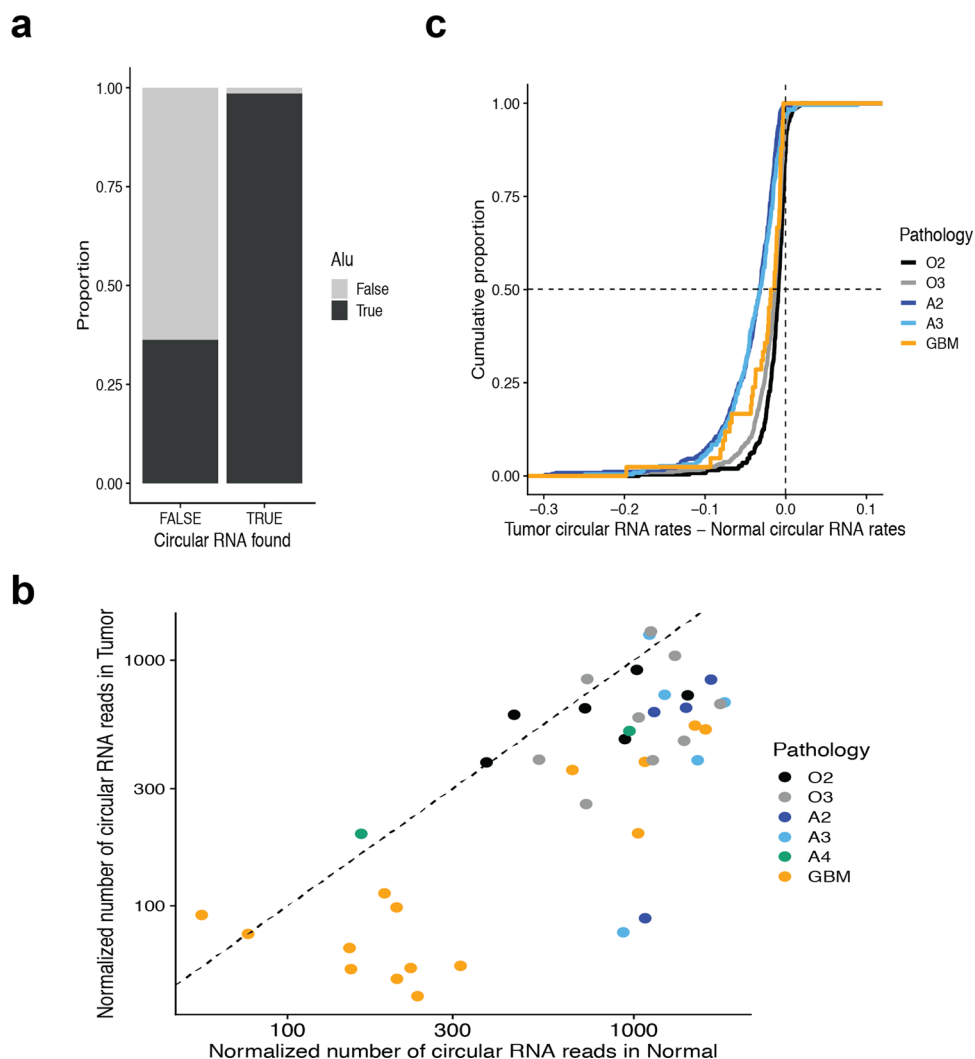 a
1.00
0.75
0.50
0.25
0.00
Proportion
FALSE
TRUE
Circular RNA found
Alu
False
True
c
1.00
0.75
0.50
0.25
0.00
Cumulative proportion
−0.3
−0.2
−0.1
0.0
0.1
Tumor circular RNA rates − Normal circular RNA rates
Pathology
O2
O3
A2
A3
GBM
b
1000
300
100
Normalized number of circular RNA reads in Tumor
100
300
1000
Normalized number of circular RNA reads in Normal
Pathology
O2
O3
A2
A3
A4
GBM